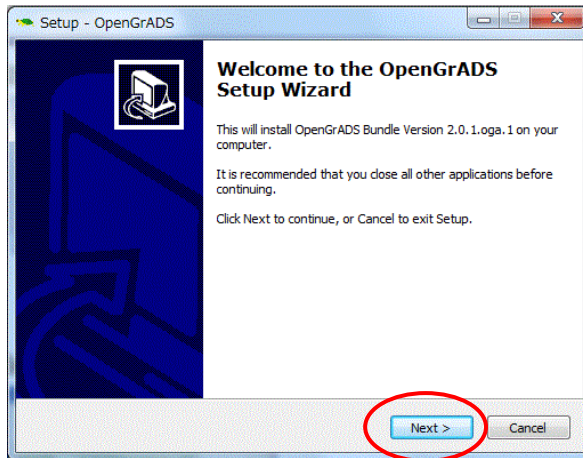 Setup - OpenGrADS
Welcome to the OpenGrADS
Setup Wizard
This will install OpenGrADS Bundle Version 2.0.1.oga.1 on your
computer.
It is recommended that you close all other applications before
continuing.
Click Next to continue, or Cancel to exit Setup.
Next >
Cancel